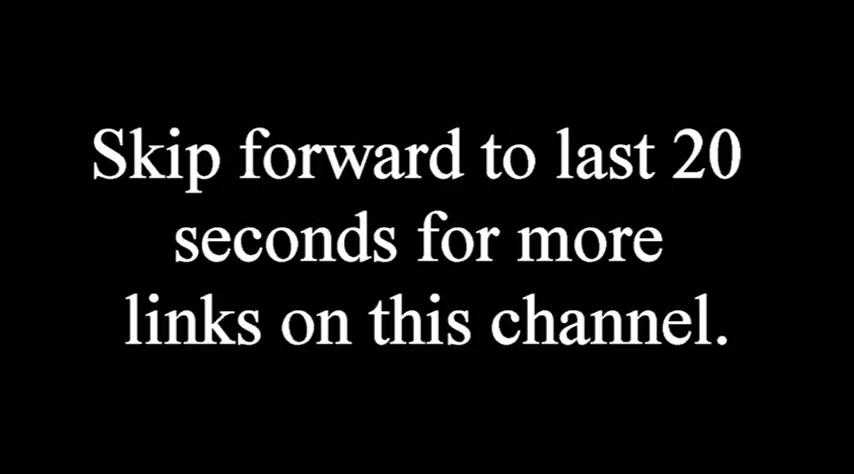 Skip forward to last 20
seconds for more
links on this channel.